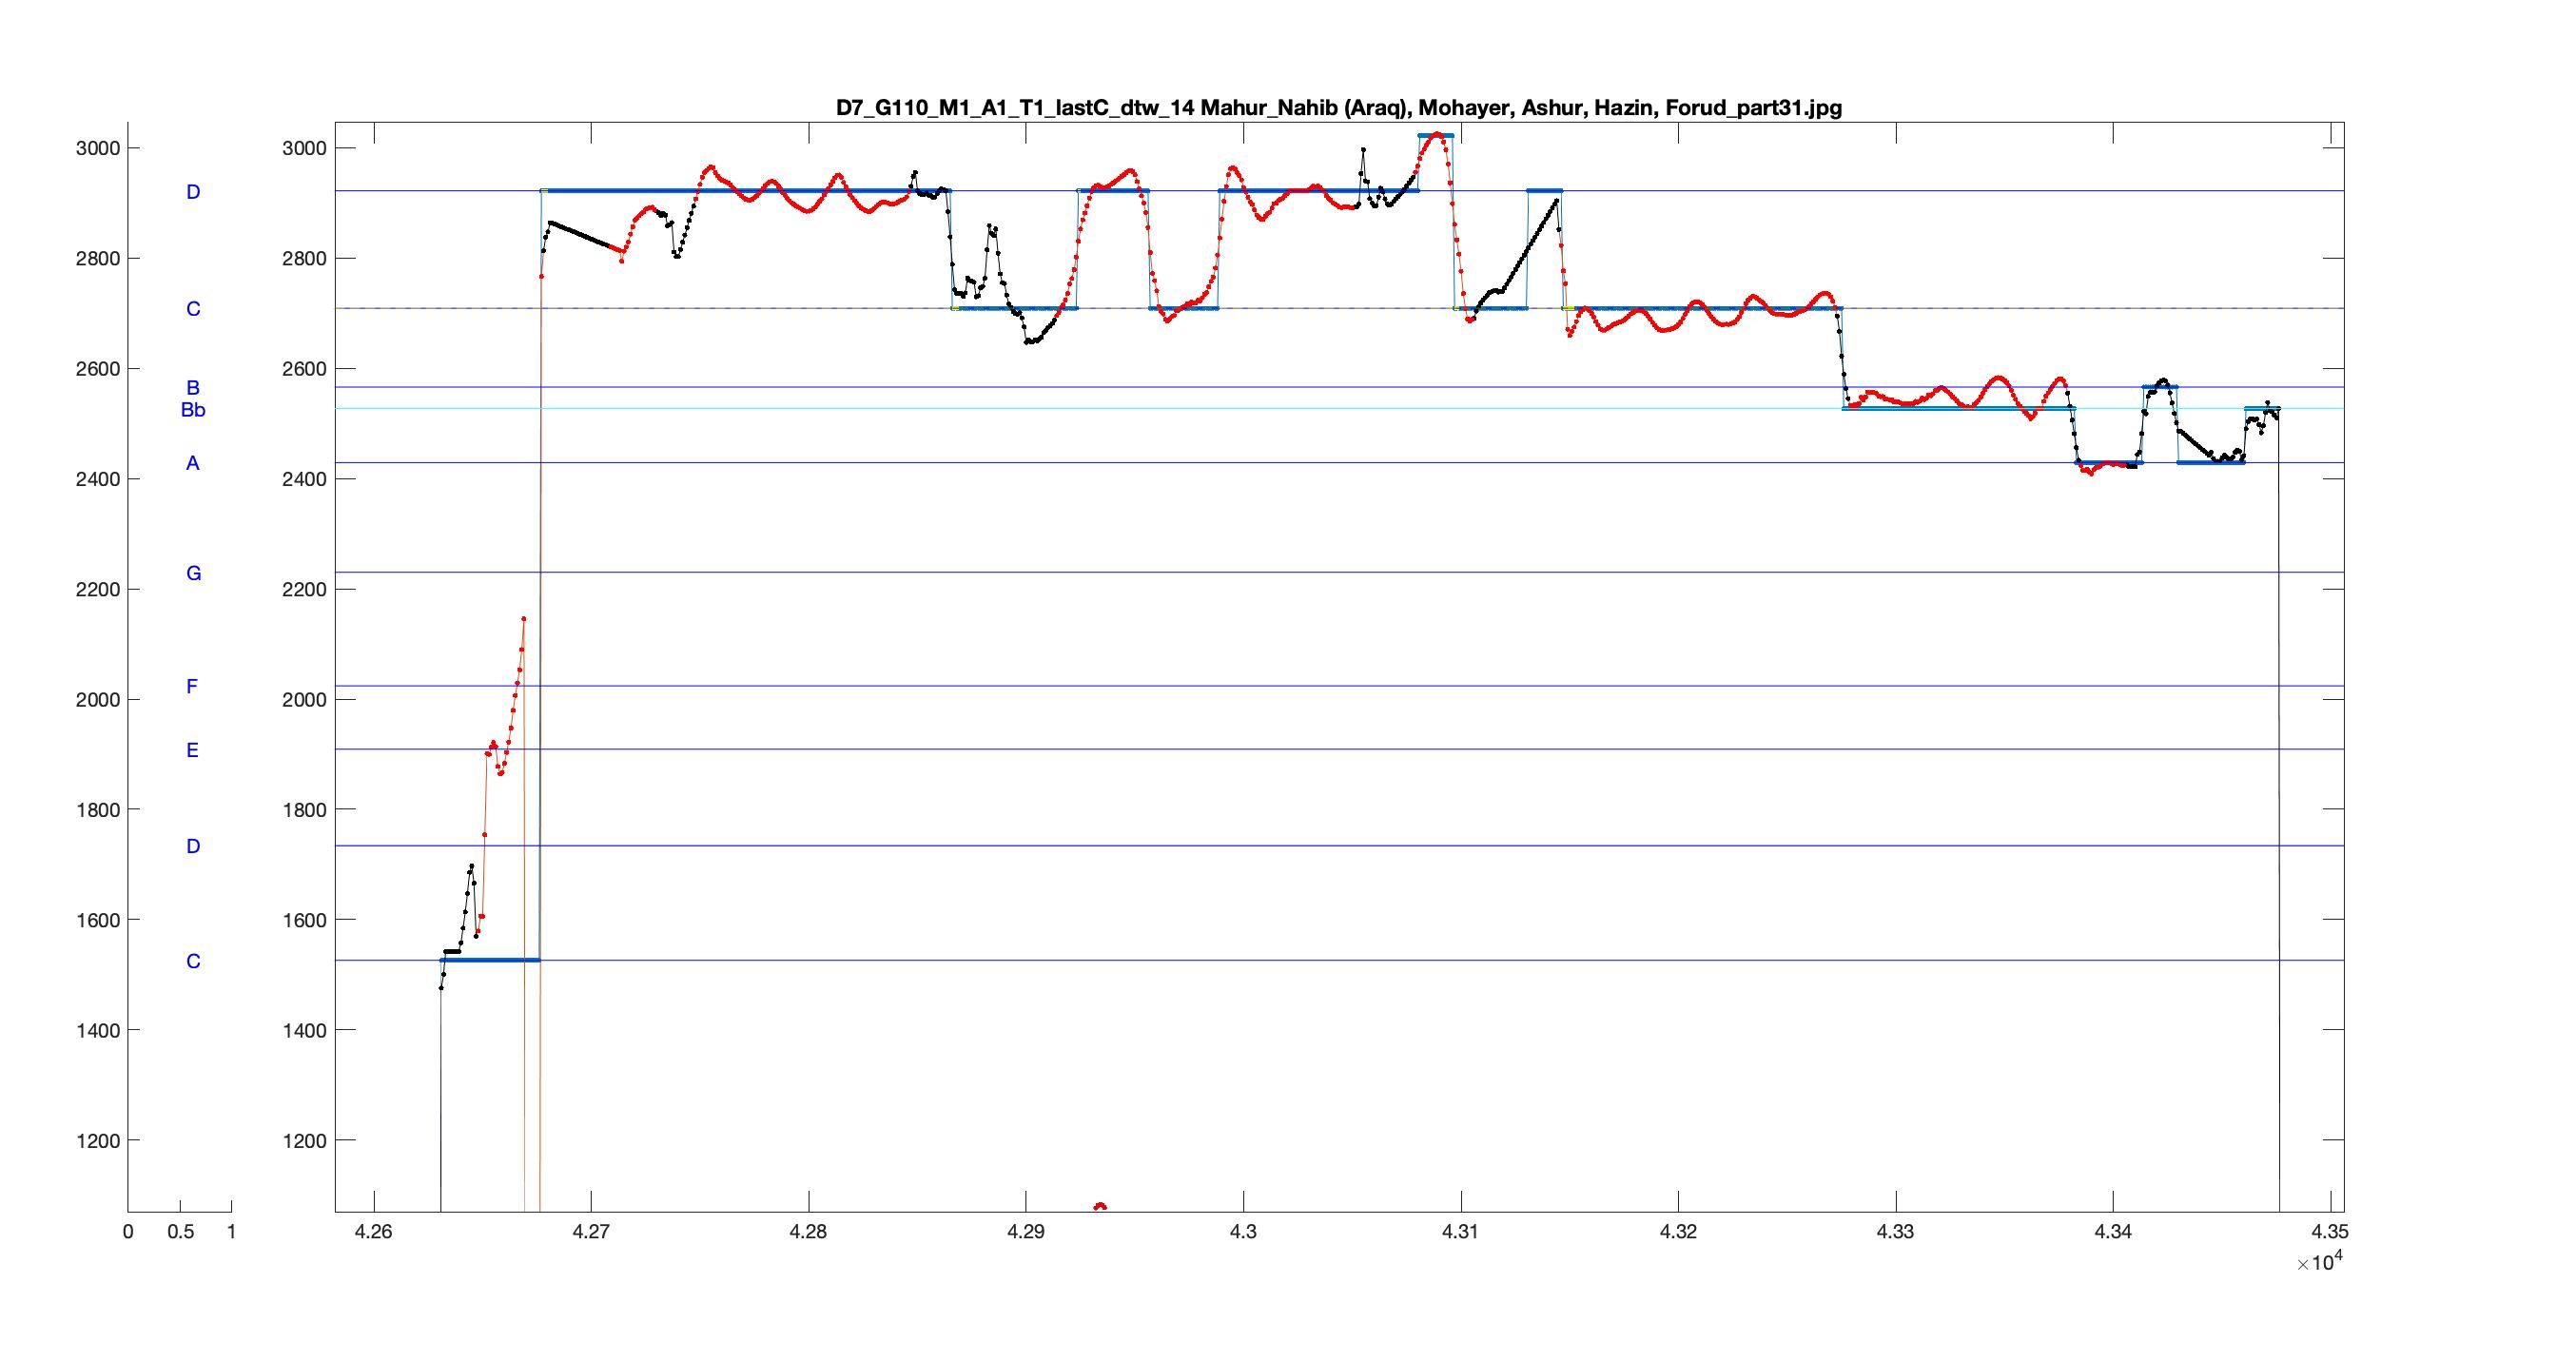 D7_G110_M1_A1_T1_lastC_dtw_14 Mahur_Nahib (Araq), Mohayer, Ashur, Hazin, Forud_part31.jpg
3000 3000
D
2800 2800
C
2600 2600
B
Bb
A
2400 2400
G
2200 2200
F
2000 2000
E
1800 1800
D
1600 1600
C
1400 1400
1200 1200
0 0.5 1 4.26 4.27 4.28 4.29 4.3 4.31 4.32 4.33 4.34 4.35
×10^4